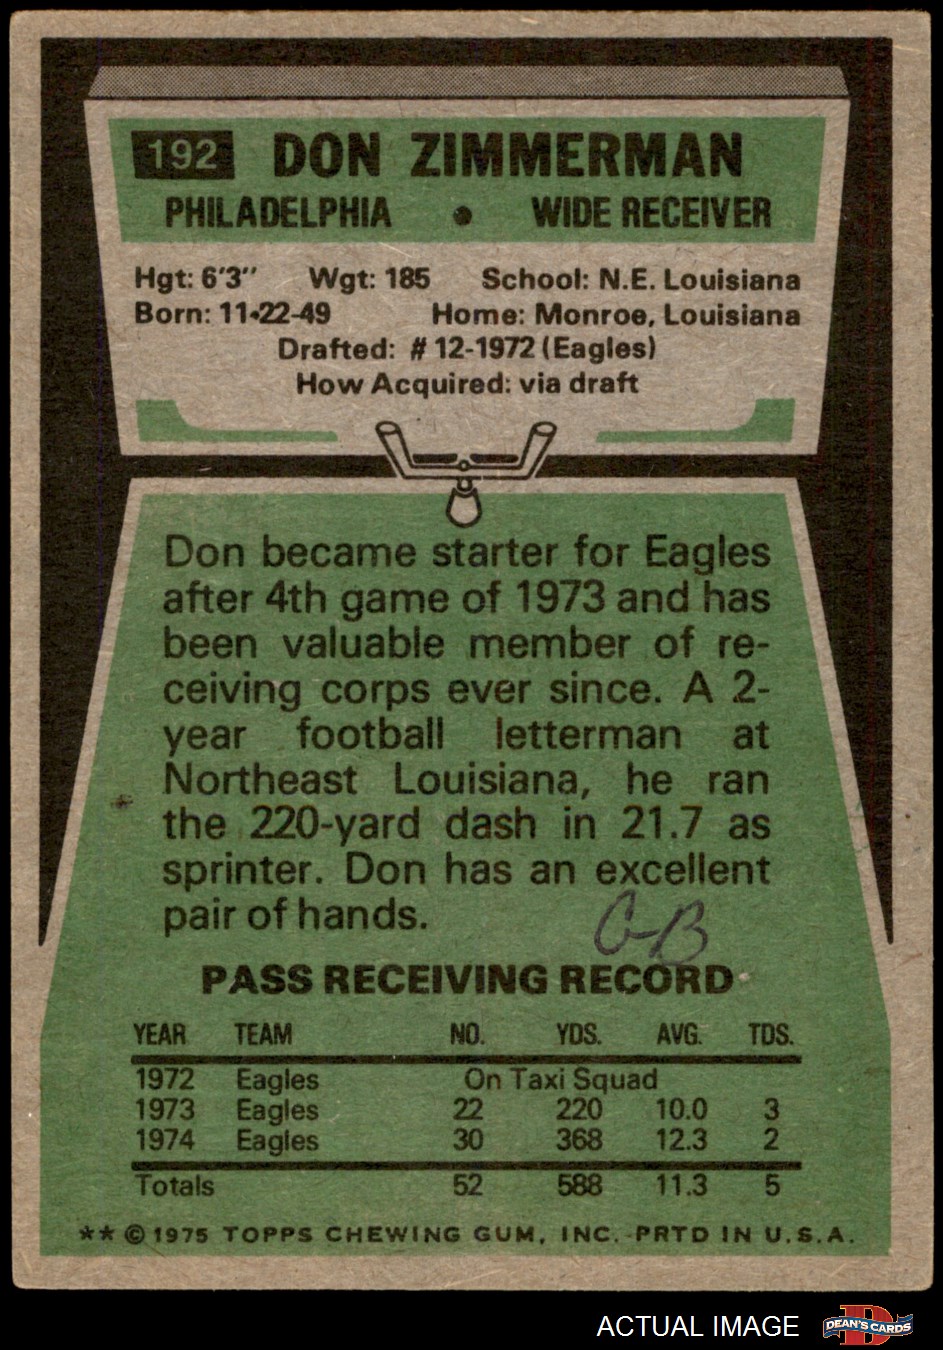 192 DON ZIMMERMAN
PHILADELPHIA • WIDE RECEIVER
Hgt: 6'3" Wgt: 185 School: N.E. Louisiana
Born: 11-22-49 Home: Monroe, Louisiana
Drafted: # 12-1972 (Eagles)
How Acquired: via draft
Don became starter for Eagles
after 4th game of 1973 and has
been valuable member of re-
ceiving corps ever since. A 2-
year football letterman at
Northeast Louisiana, he ran
the 220-yard dash in 21.7 as
sprinter. Don has an excellent
pair of hands.
G-B
PASS RECEIVING RECORD
YEAR TEAM NO. YDS. AVG. TDS.
1972 Eagles On Taxi Squad
1973 Eagles 22 220 10.0 3
1974 Eagles 30 368 12.3 2
Totals 52 588 11.3 5
** © 1975 TOPPS CHEWING GUM, INC. PRTD IN U.S.A.
ACTUAL IMAGE DEAN'S CARDS